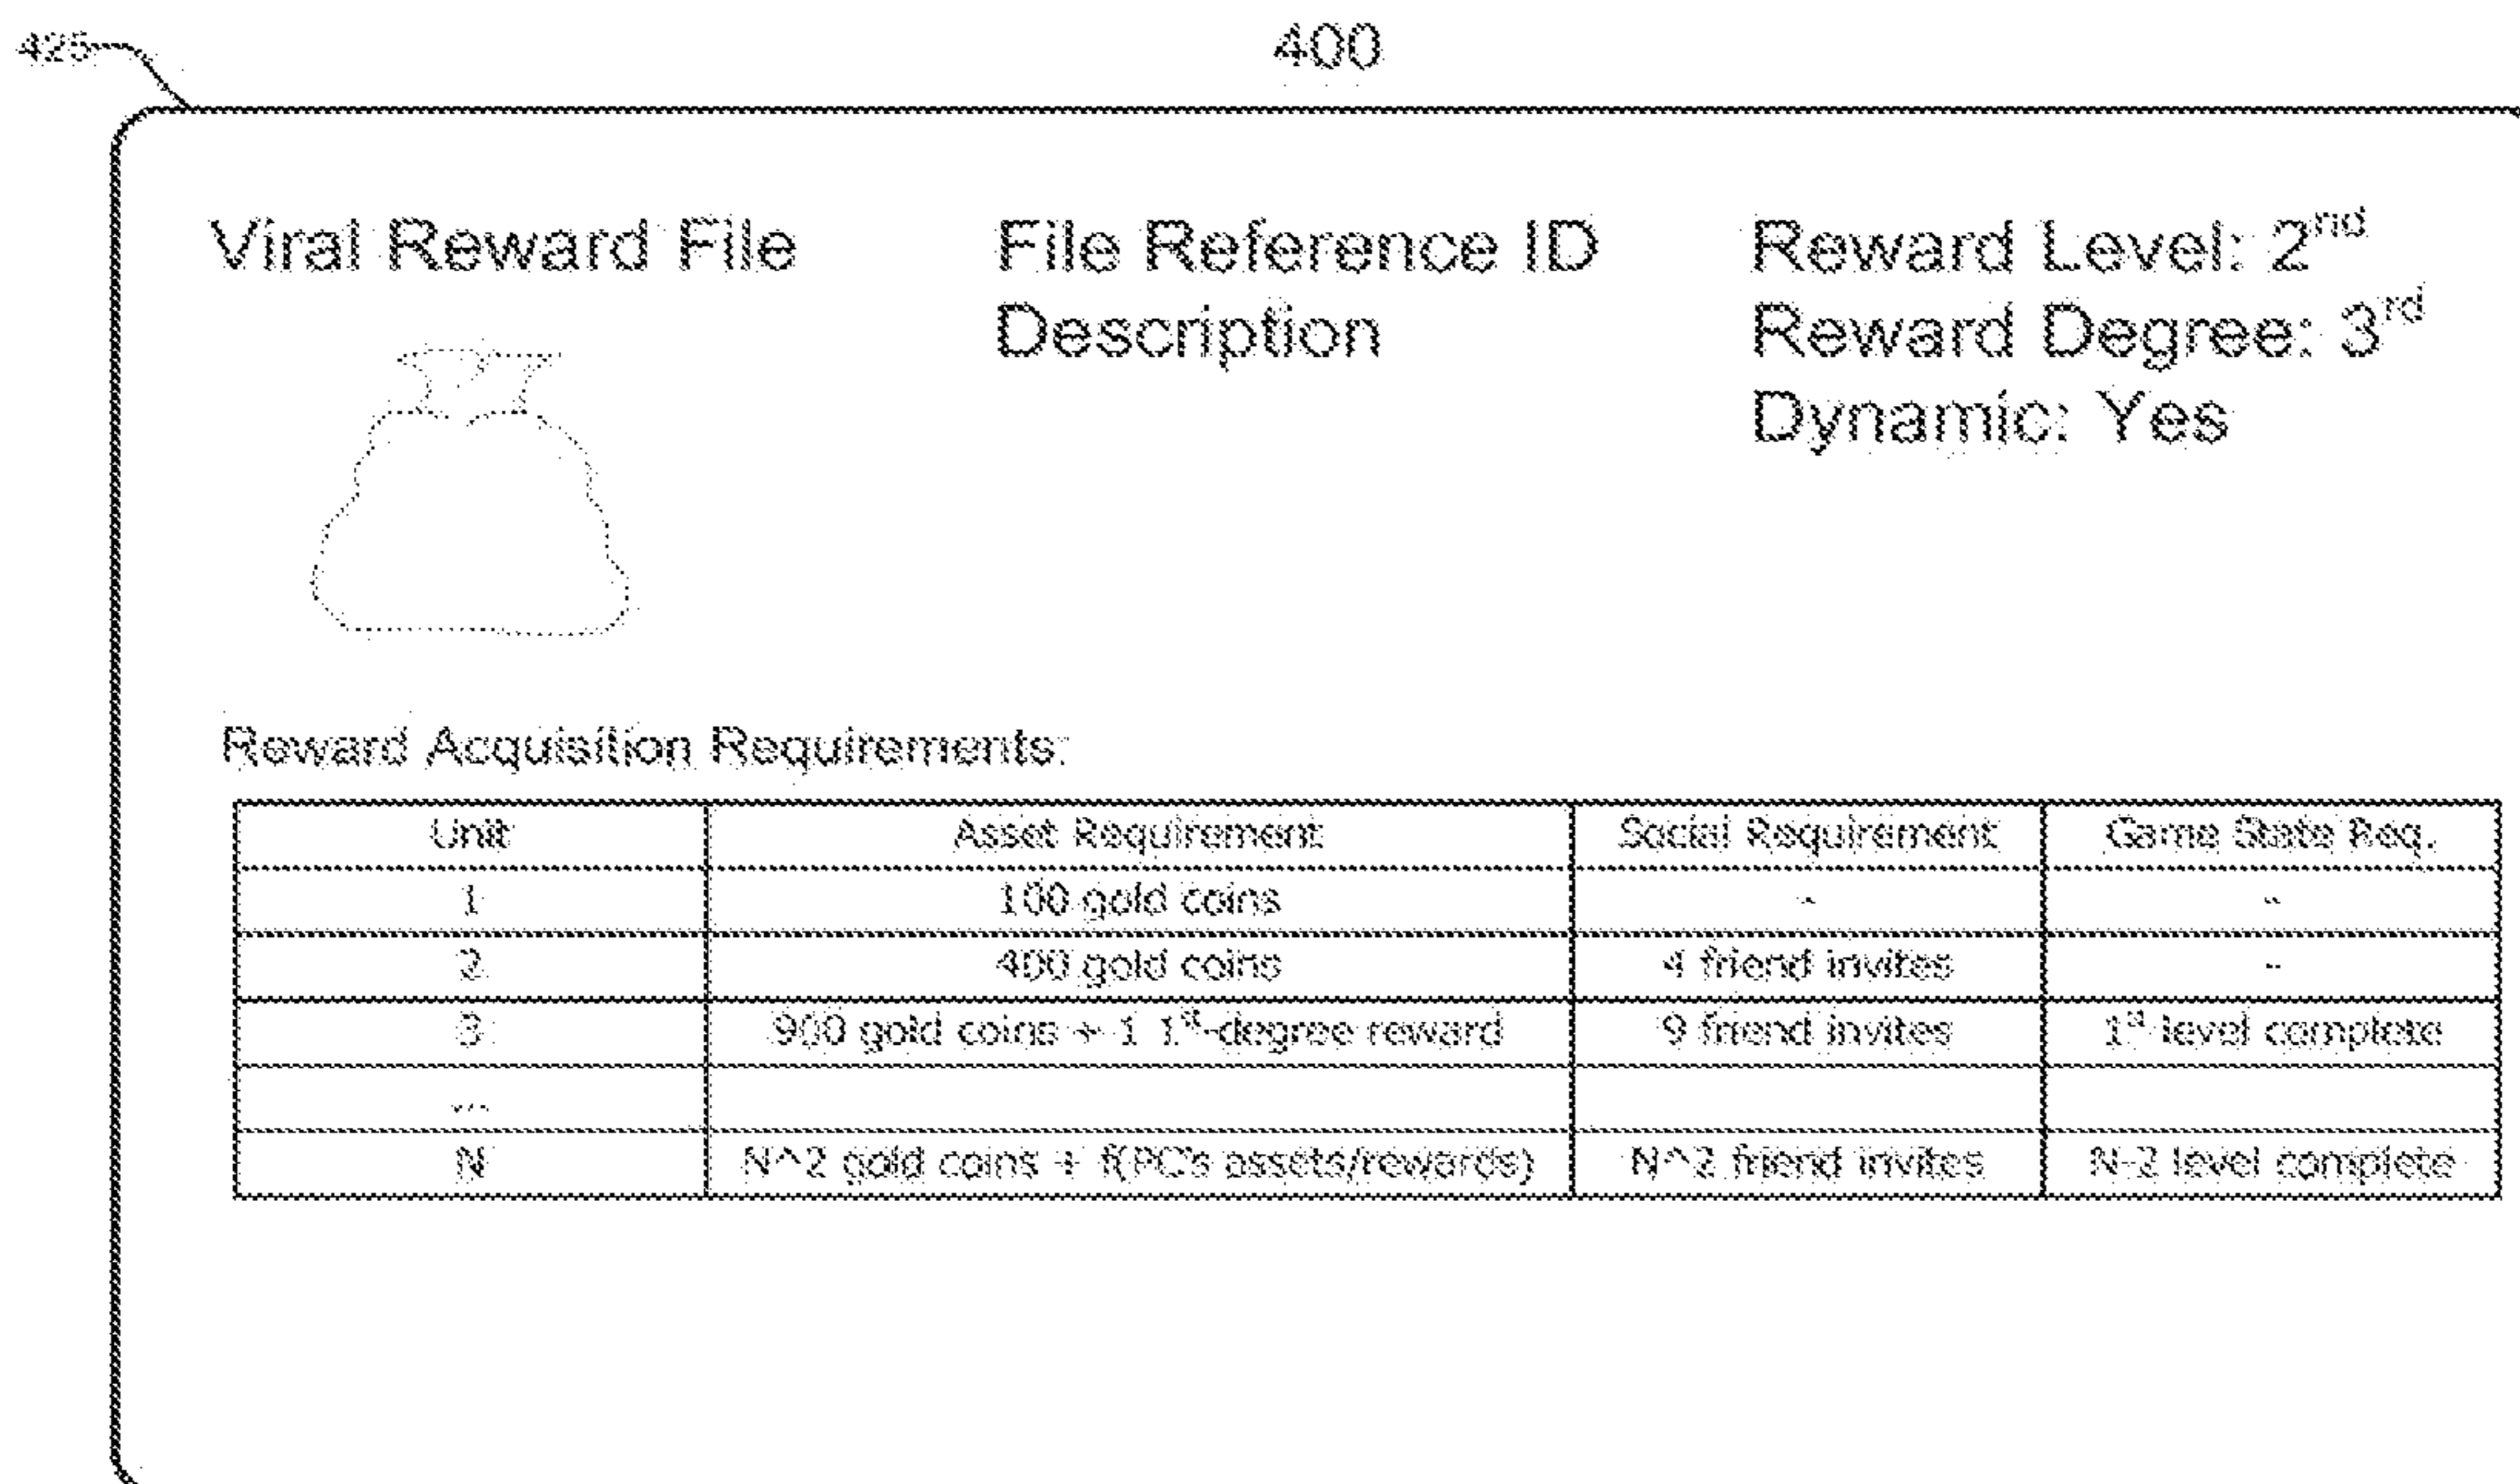 425
400
Viral Reward File
File Reference ID
Description
Reward Level: 2nd
Reward Degree: 3rd
Dynamic: Yes
Reward Acquisition Requirements:
Unit Asset Requirement Social Requirement Game State Req.
1 100 gold coins - -
2 400 gold coins 4 friend invites -
3 900 gold coins + 1 1st-degree reward 9 friend invites 1st level complete
...
N N^2 gold coins + f(PC's assets/rewards) N^2 friend invites N-2 level complete